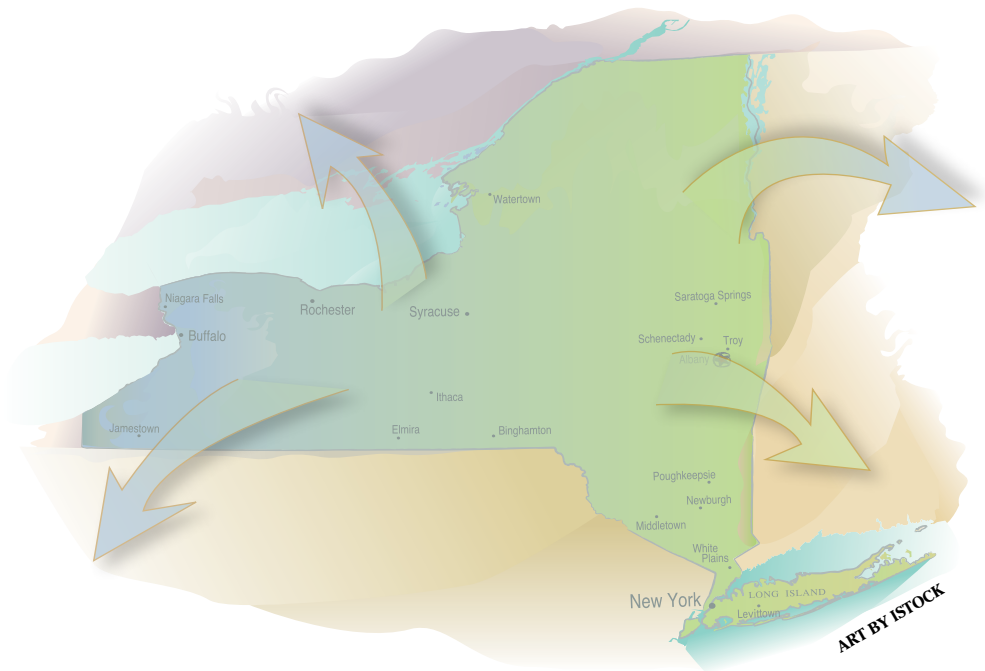 Watertown
Niagara Falls
Rochester
Buffalo
Syracuse
Saratoga Springs
Schenectady
Troy
Albany
Ithaca
Jamestown
Elmira
Binghamton
Poughkeepsie
Newburgh
Middletown
White
Plains
New York
LONG ISLAND
Levittown
ART BY ISTOCK